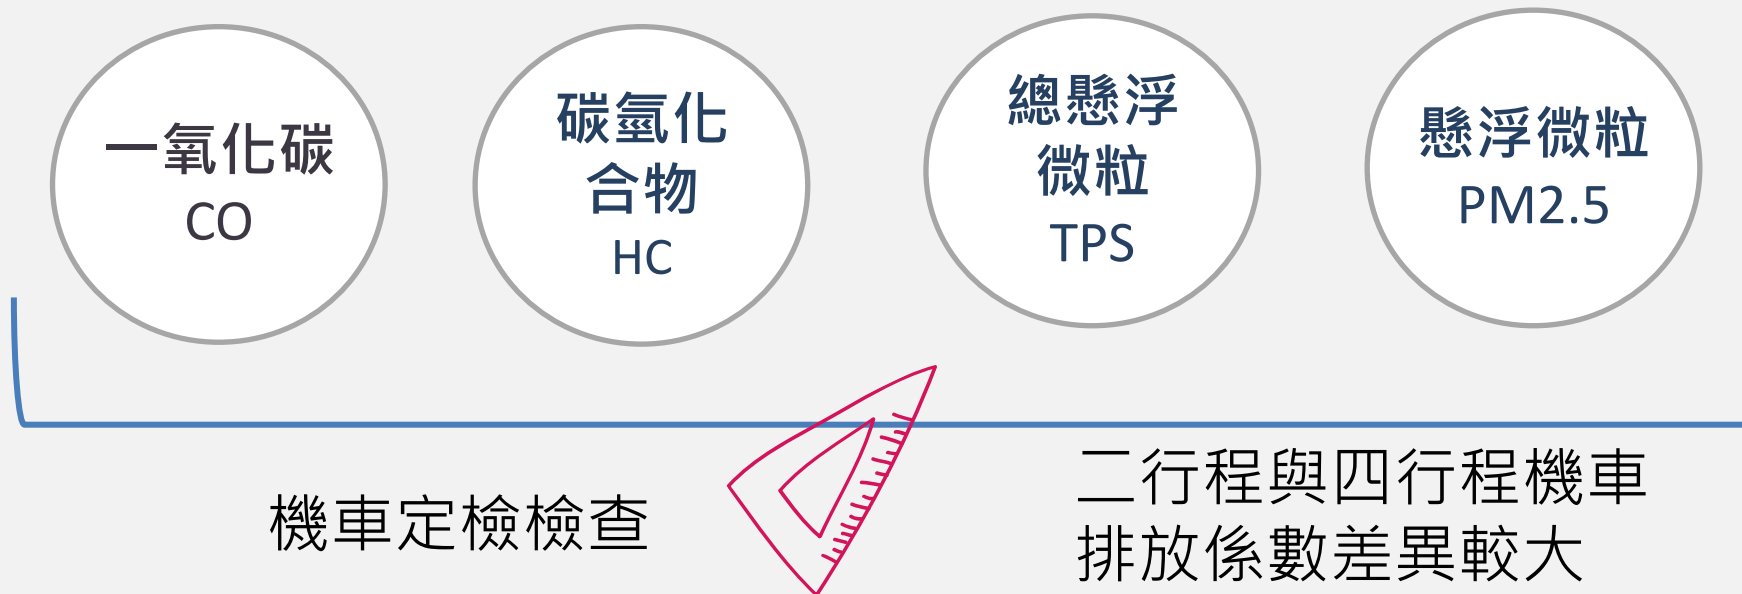 一氧化碳
CO
碳氫化
合物
HC
總懸浮
微粒
TPS
懸浮微粒
PM2.5
機車定檢檢查
二行程與四行程機車
排放係數差異較大